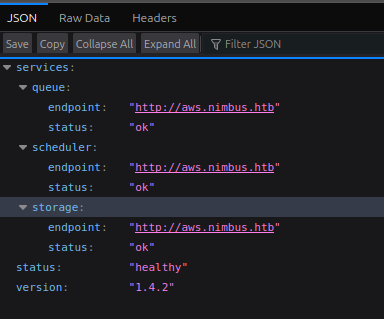 JSON Raw Data Headers
Save Copy Collapse All Expand All Filter JSON
services:
queue:
endpoint: "http://aws.nimbus.htb"
status: "ok"
scheduler:
endpoint: "http://aws.nimbus.htb"
status: "ok"
storage:
endpoint: "http://aws.nimbus.htb"
status: "ok"
status: "healthy"
version: "1.4.2"